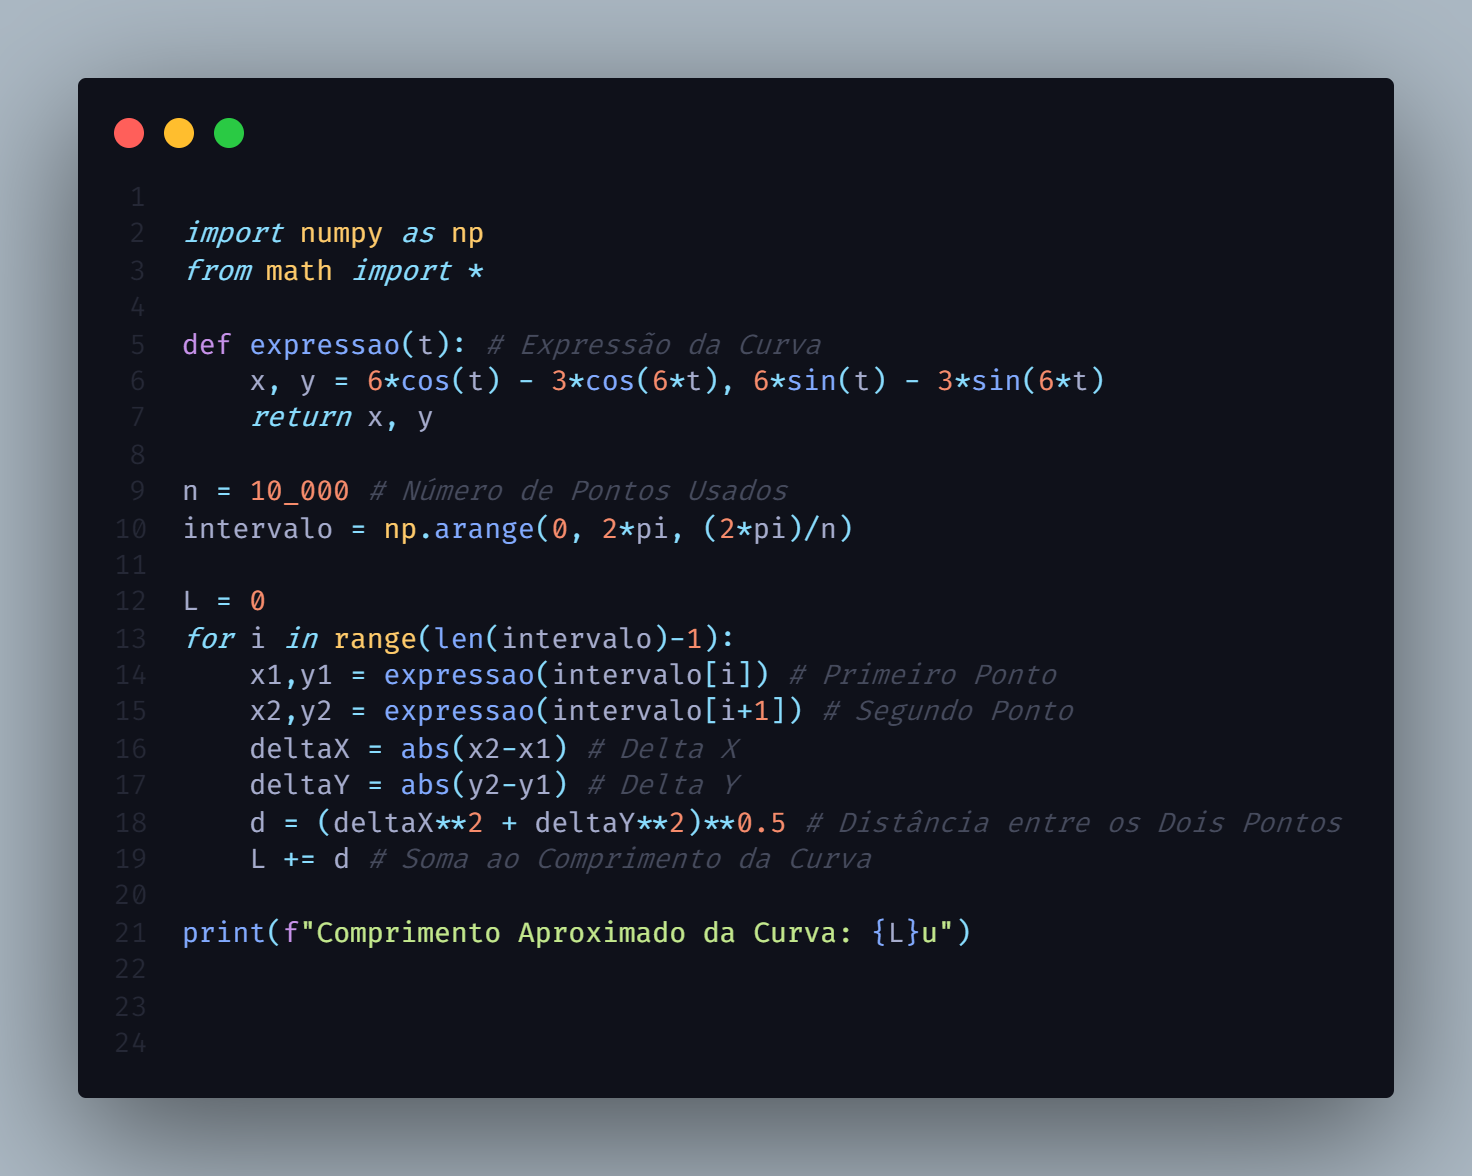 1
2 import numpy as np
3 from math import *
4
5 def expressao(t): # Expressão da Curva
6     x, y = 6*cos(t) - 3*cos(6*t), 6*sin(t) - 3*sin(6*t)
7     return x, y
8
9 n = 10_000 # Número de Pontos Usados
10 intervalo = np.arange(0, 2*pi, (2*pi)/n)
11
12 L = 0
13 for i in range(len(intervalo)-1):
14     x1,y1 = expressao(intervalo[i]) # Primeiro Ponto
15     x2,y2 = expressao(intervalo[i+1]) # Segundo Ponto
16     deltaX = abs(x2-x1) # Delta X
17     deltaY = abs(y2-y1) # Delta Y
18     d = (deltaX**2 + deltaY**2)**0.5 # Distância entre os Dois Pontos
19     L += d # Soma ao Comprimento da Curva
20
21 print(f"Comprimento Aproximado da Curva: {L}u")
22
23
24